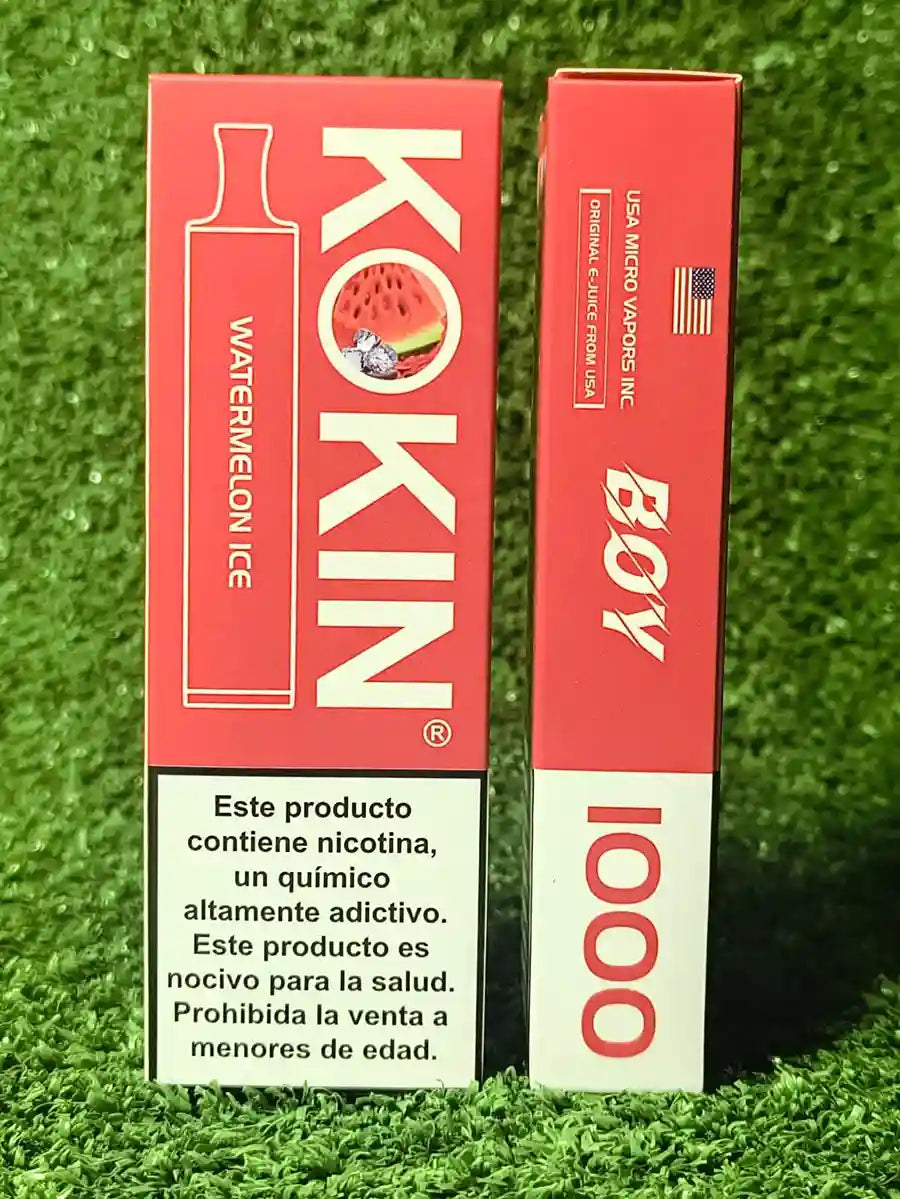 KOKIN®
WATERMELON ICE
Este producto
contiene nicotina,
un químico
altamente adictivo.
Este producto es
nocivo para la salud.
Prohibida la venta a
menores de edad.
USA MICRO VAPORS INC.
ORIGINAL E-JUICE FROM USA
BOY
1000